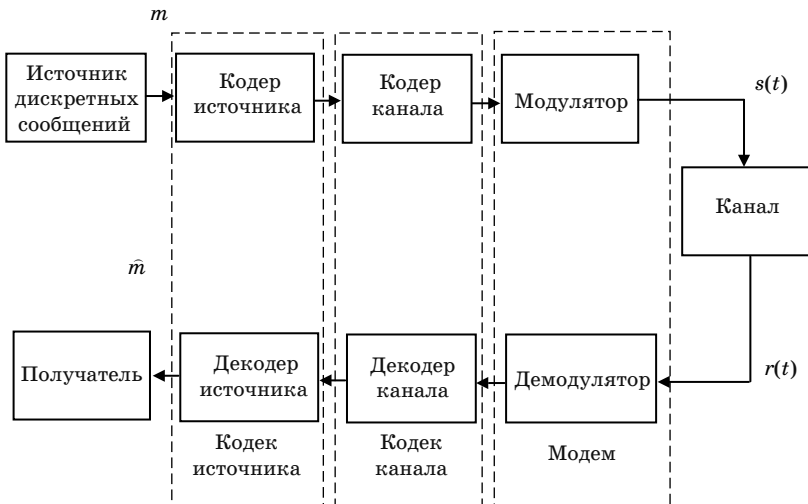 m
Источник
дискретных
сообщений
Кодер
источника
Кодер
канала
Модулятор
s(t)
Канал
m̂
Получатель
Декодер
источника
Декодер
канала
Демодулятор
r(t)
Кодек
источника
Кодек
канала
Модем